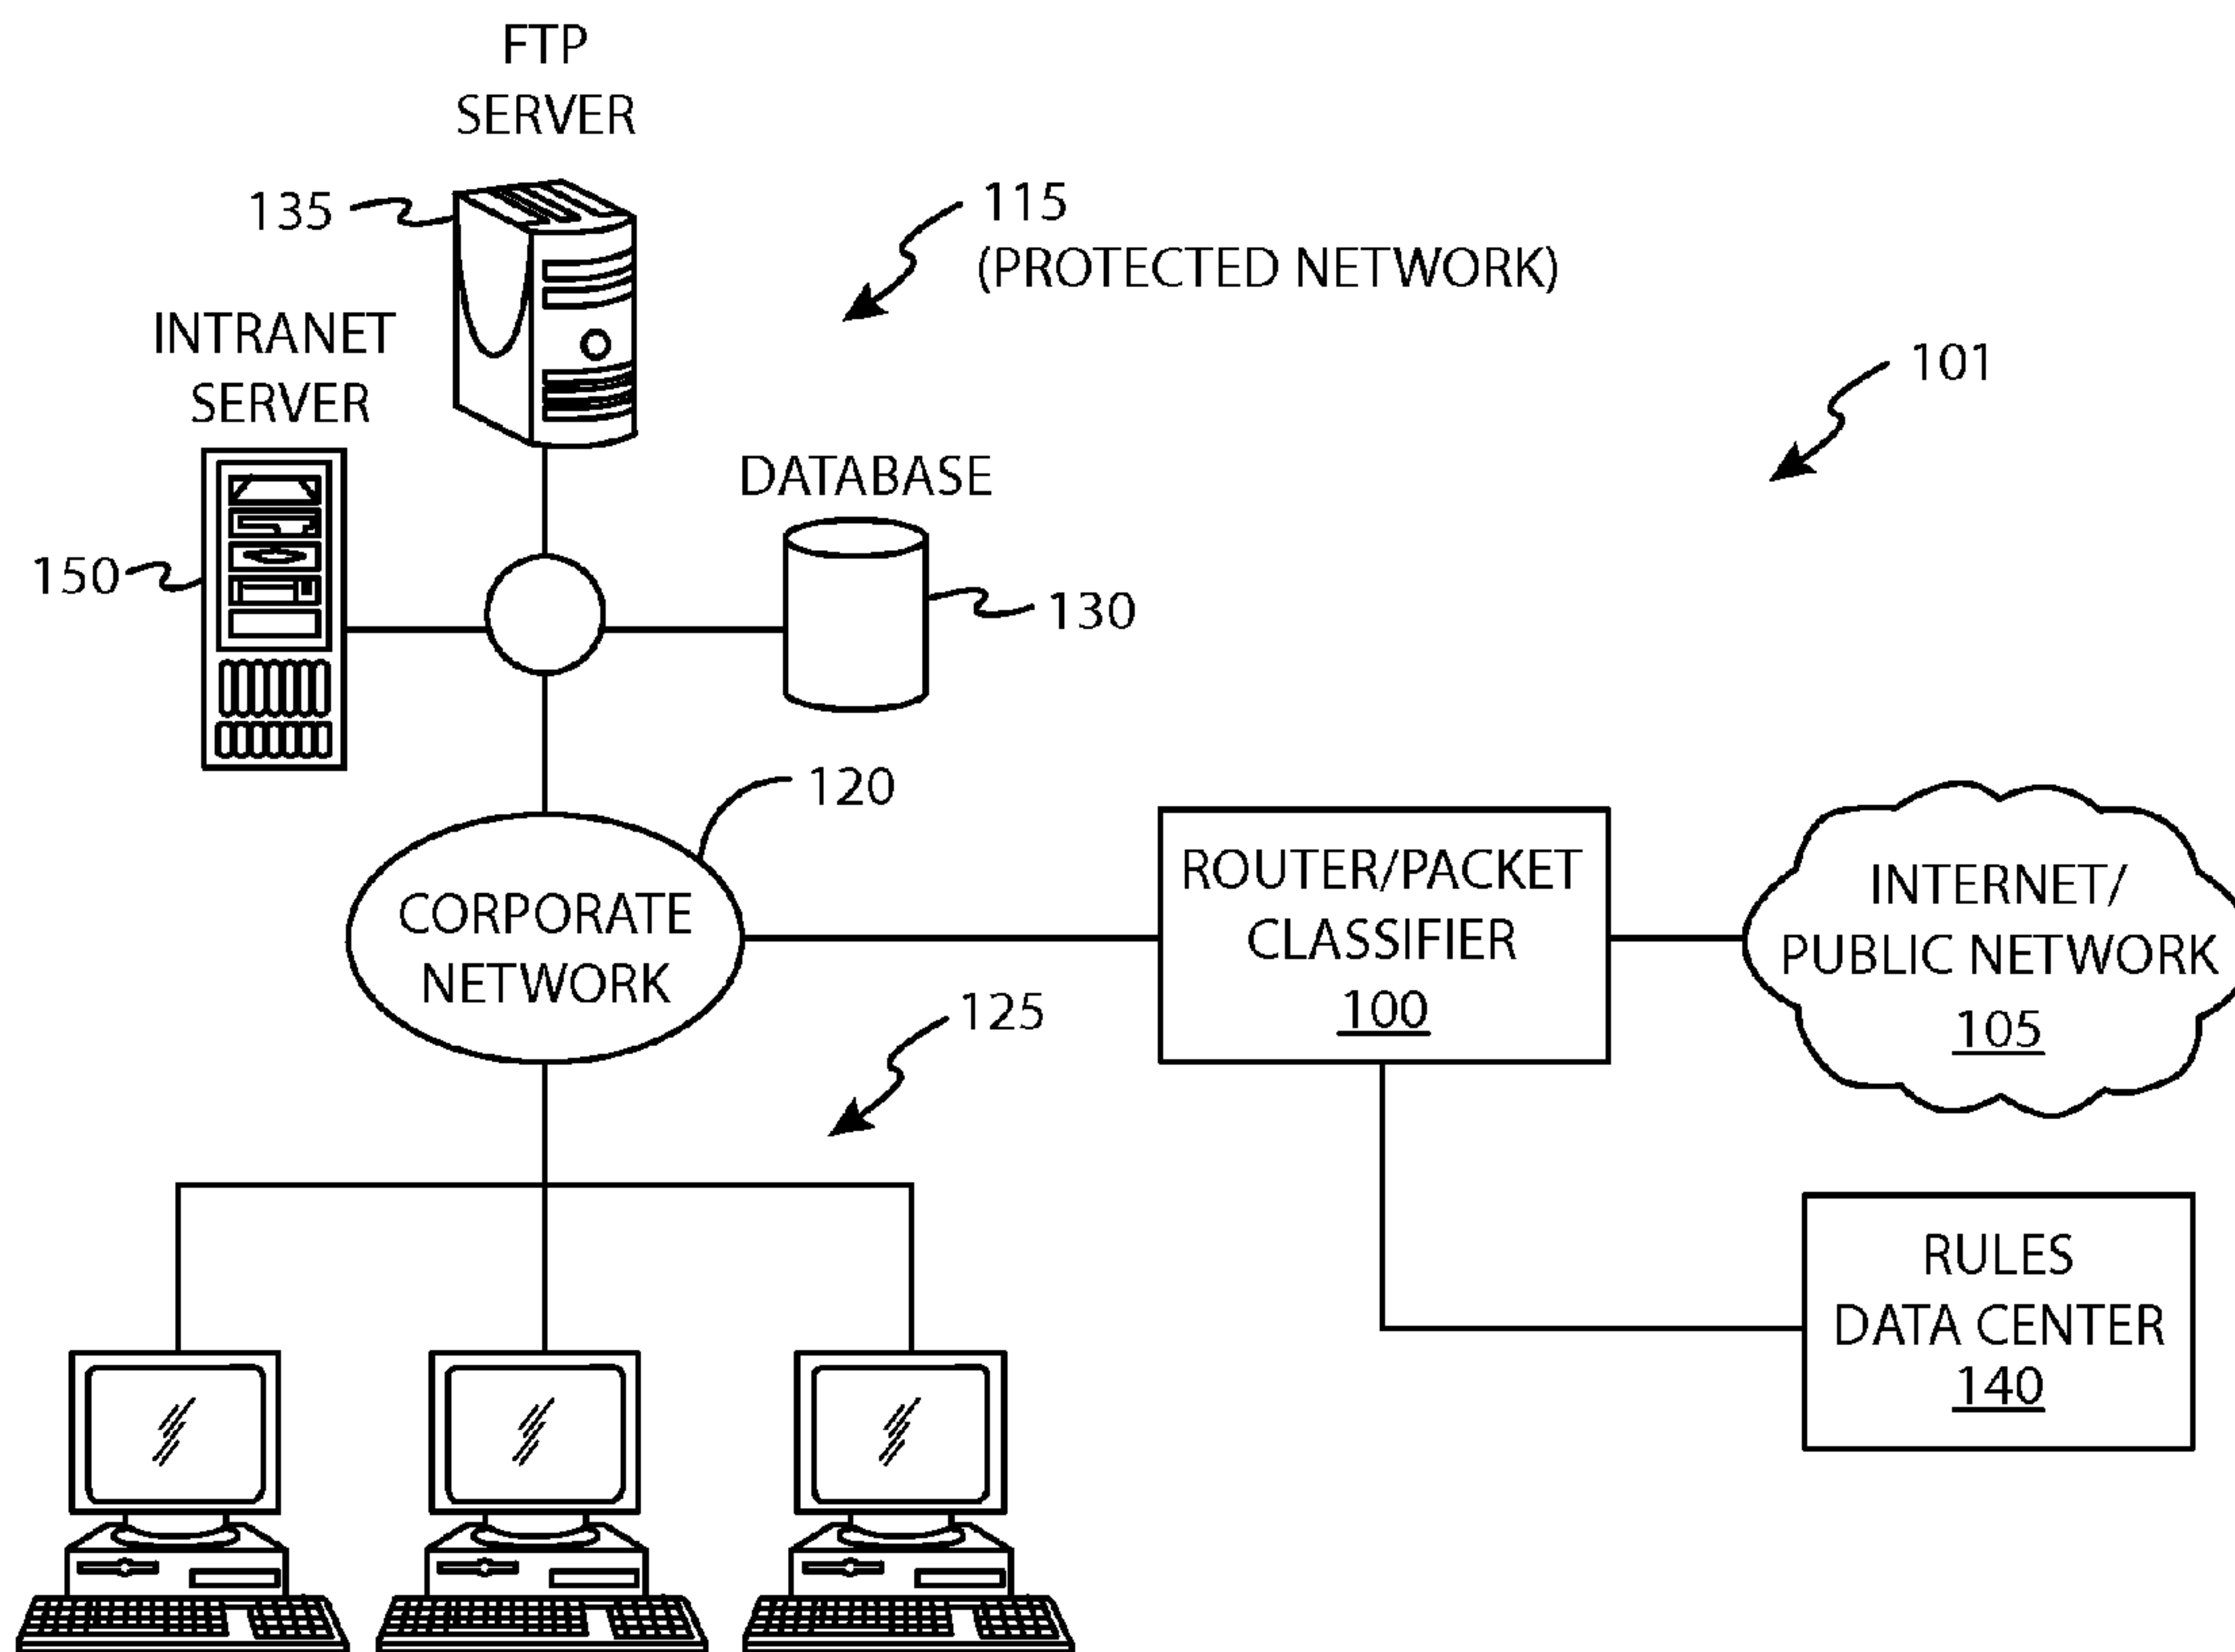 FTP
SERVER
135
115
(PROTECTED NETWORK)
INTRANET
SERVER
101
DATABASE
150
130
120
CORPORATE
NETWORK
ROUTER/PACKET
CLASSIFIER
100
INTERNET/
PUBLIC NETWORK
105
125
RULES
DATA CENTER
140